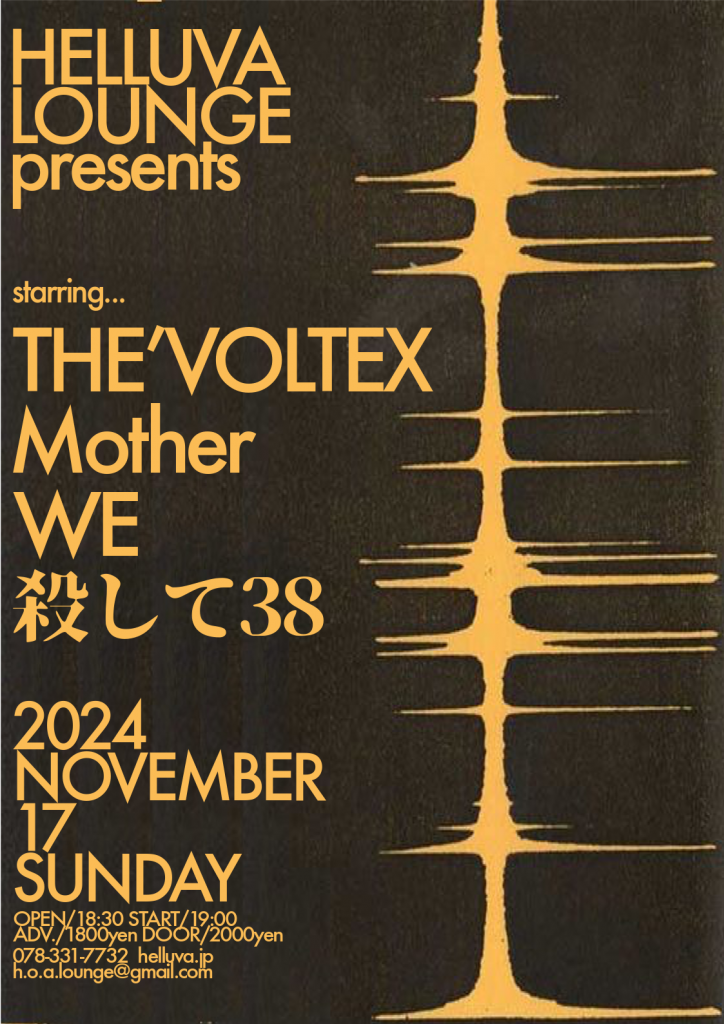 HELLUVA
LOUNGE
presents
starring...
THE'VOLTEX
Mother
WE
殺して38
2024
NOVEMBER
17
SUNDAY
OPEN/18:30 START/19:00
ADV./1800yen DOOR/2000yen
078-331-7732 hellyva.jp
h.o.a.lounge@gmail.com